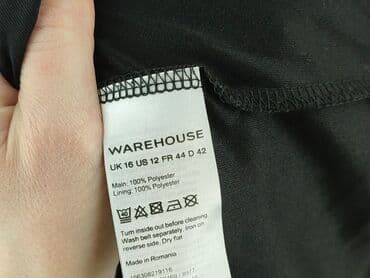 WAREHOUSE
UK 16 US 12 FR 44 D 42
Main: 100% Polyester
Lining: 100% Polyester
Turn inside out before cleaning.
Wash belt separately. Iron on
reverse side. Dry flat
Made in Romania